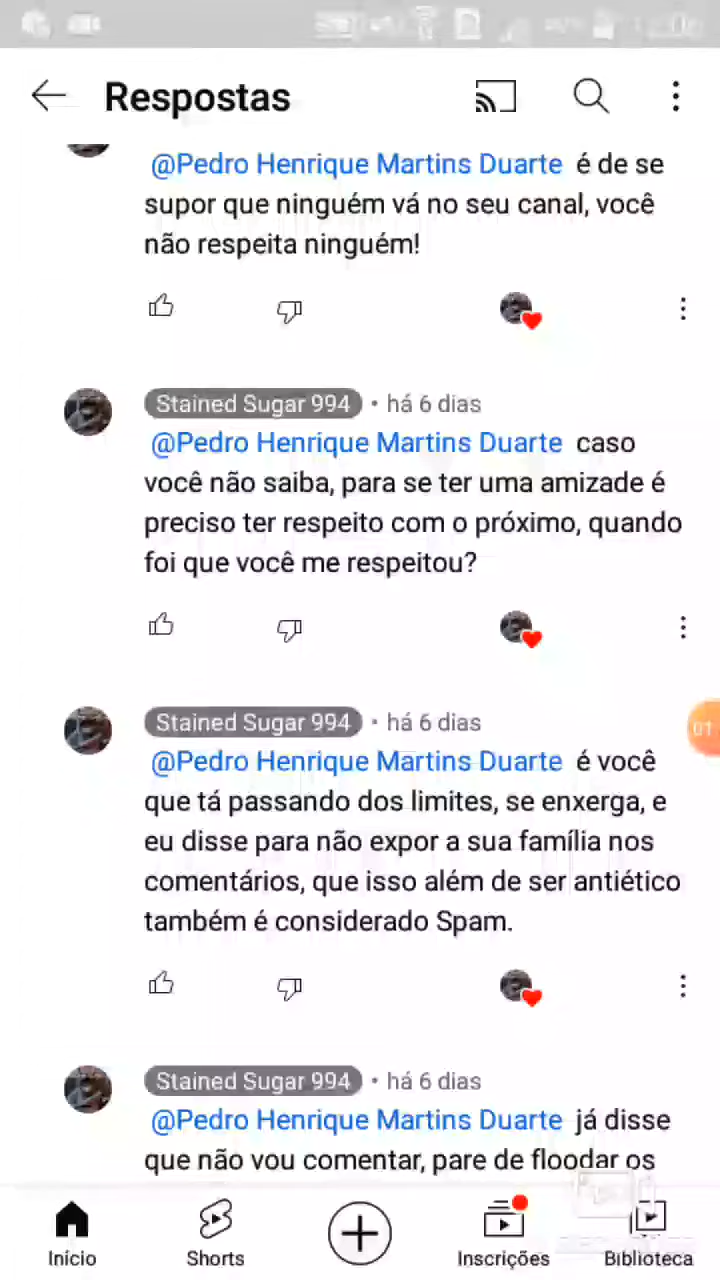 Respostas
@Pedro Henrique Martins Duarte é de se
supor que ninguém vá no seu canal, você
não respeita ninguém!
Stained Sugar 994 • há 6 dias
@Pedro Henrique Martins Duarte caso
você não saiba, para se ter uma amizade é
preciso ter respeito com o próximo, quando
foi que você me respeitou?
Stained Sugar 994 • há 6 dias
@Pedro Henrique Martins Duarte é você
que tá passando dos limites, se enxerga, e
eu disse para não expor a sua família nos
comentários, que isso além de ser antiético
também é considerado Spam.
Stained Sugar 994 • há 6 dias
@Pedro Henrique Martins Duarte já disse
que não vou comentar, pare de floodar os
Início Shorts Inscrições Biblioteca